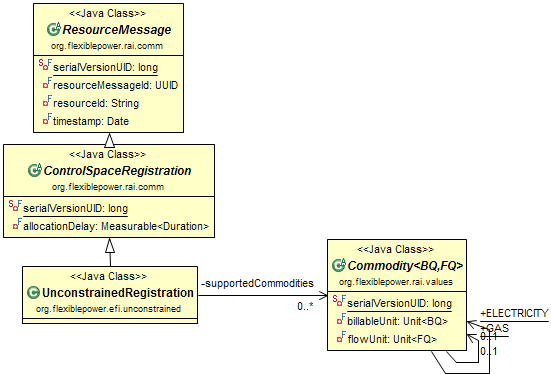 <<Java Class>>
ResourceMessage
org.flexiblepower.rai.comm
serialVersionUID: long
resourceMessageId: UUID
resourceId: String
timestamp: Date
<<Java Class>>
ControlSpaceRegistration
org.flexiblepower.rai.comm
serialVersionUID: long
allocationDelay: Measurable<Duration>
<<Java Class>>
UnconstrainedRegistration
org.flexiblepower.efi.unconstrained
-supportedCommodities
0..*
<<Java Class>>
Commodity<BQ,FQ>
org.flexiblepower.rai.values
serialVersionUID: long
billableUnit: Unit<BQ>
flowUnit: Unit<FQ>
+ELECTRICITY
+GAS
0..1
0..1